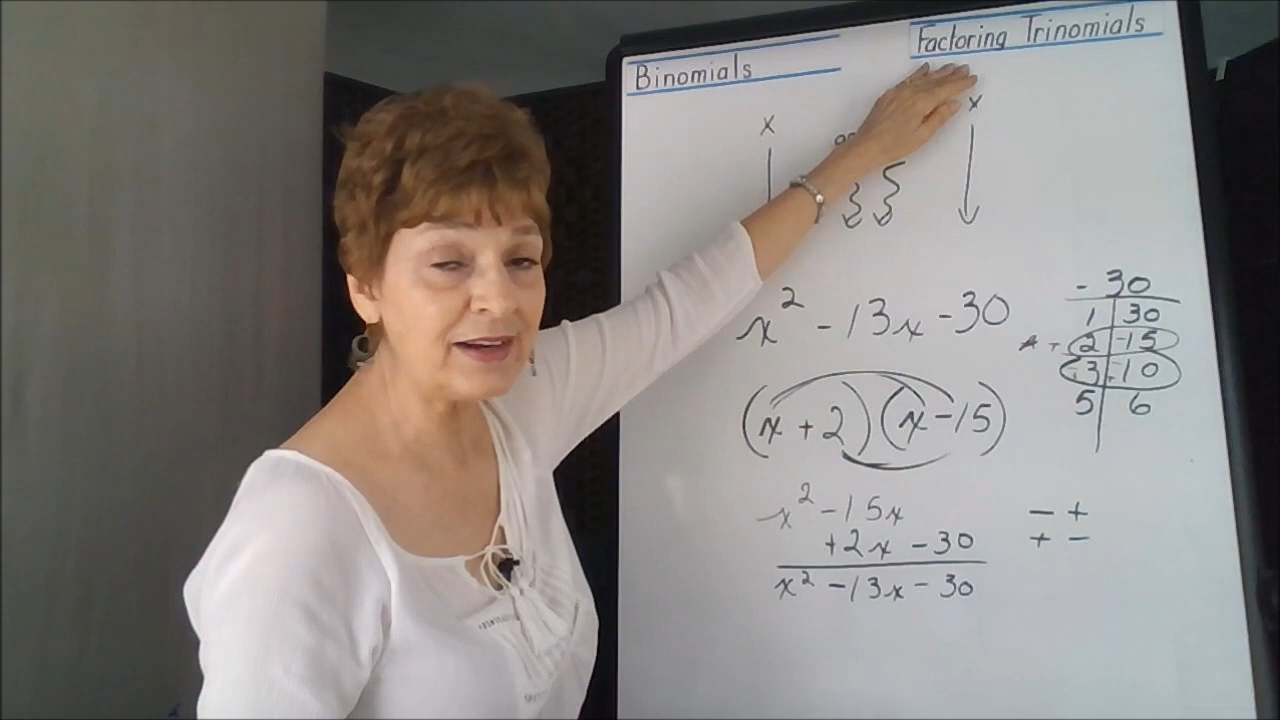 Binomials
Factoring Trinomials
x
x
x² - 13x - 30
(x + 2)(x - 15)
x² - 15x
+2x - 30
x² - 13x - 30
- 30
1 | 30
+ 2 | -15
3 | -10
5 | 6
- +
+ -